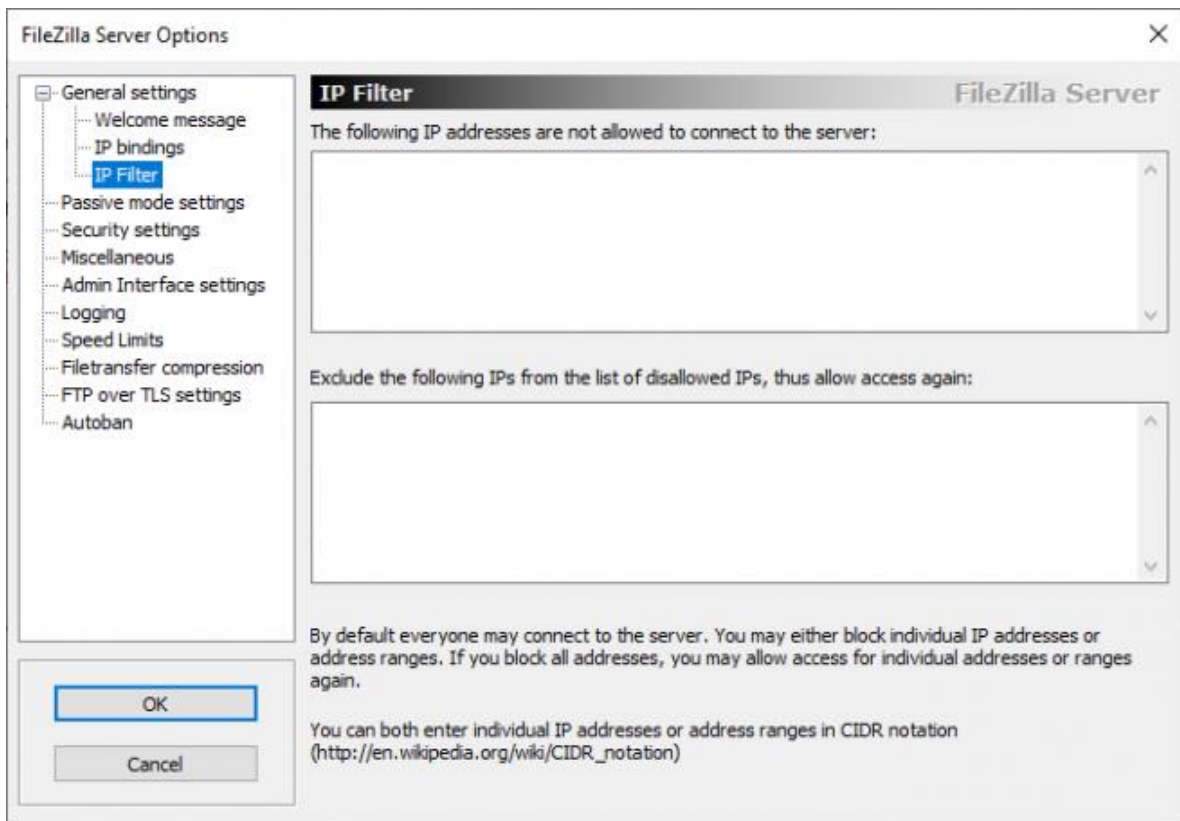 FileZilla Server Options
General settings
Welcome message
IP bindings
IP Filter
Passive mode settings
Security settings
Miscellaneous
Admin Interface settings
Logging
Speed Limits
Filetransfer compression
FTP over TLS settings
Autoban
OK
Cancel
IP Filter
FileZilla Server
The following IP addresses are not allowed to connect to the server:
Exclude the following IPs from the list of disallowed IPs, thus allow access again:
By default everyone may connect to the server. You may either block individual IP addresses or
address ranges. If you block all addresses, you may allow access for individual addresses or ranges
again.
You can both enter individual IP addresses or address ranges in CIDR notation
(http://en.wikipedia.org/wiki/CIDR_notation)